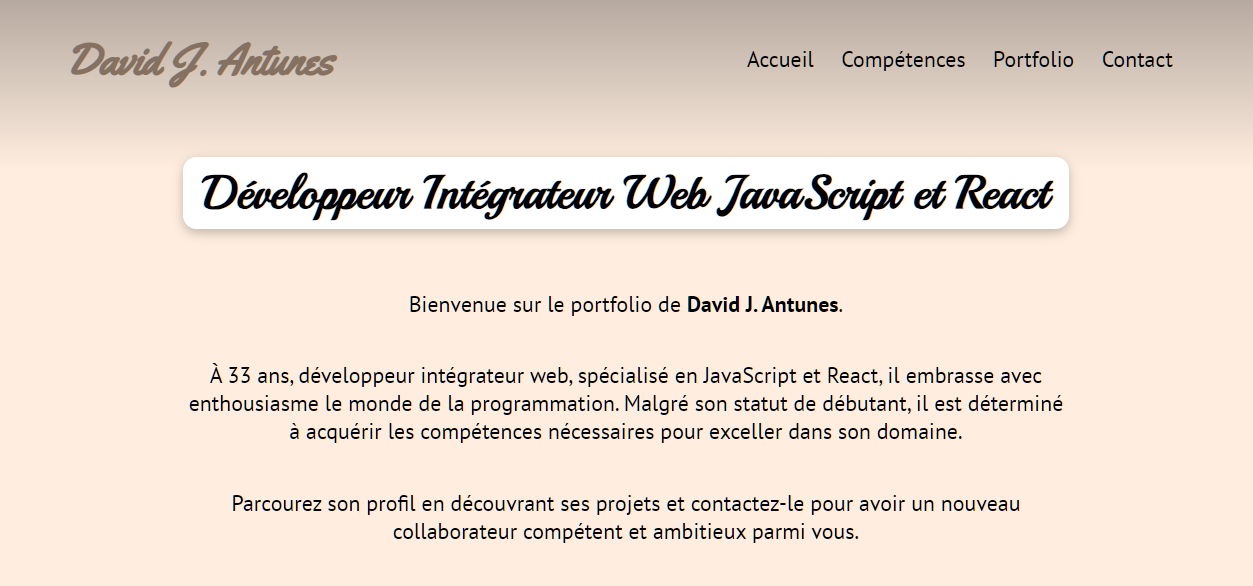 David J. Antunes
Accueil Compétences Portfolio Contact
Développeur Intégrateur Web JavaScript et React
Bienvenue sur le portfolio de David J. Antunes.
À 33 ans, développeur intégrateur web, spécialisé en JavaScript et React, il embrasse avec
enthousiasme le monde de la programmation. Malgré son statut de débutant, il est déterminé
à acquérir les compétences nécessaires pour exceller dans son domaine.
Parcourez son profil en découvrant ses projets et contactez-le pour avoir un nouveau
collaborateur compétent et ambitieux parmi vous.